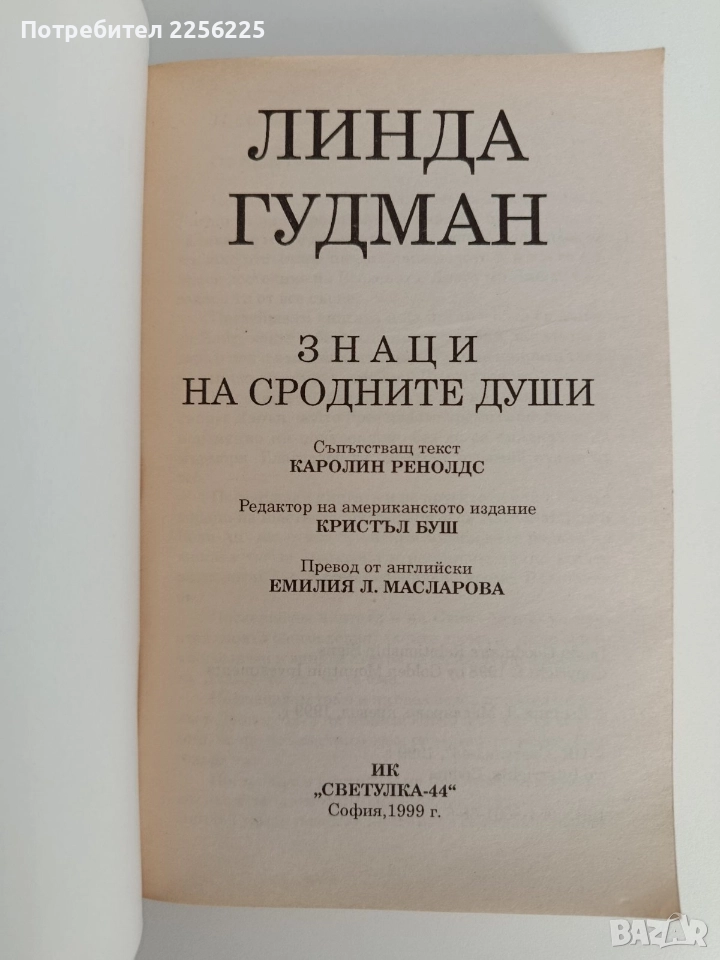 Потребител 2256225
ЛИНДА
ГУДМАН
ЗНАЦИ
НА СРОДНИТЕ ДУШИ
Съпътстващ текст
КАРОЛИН РЕНОЛДС
Редактор на американското издание
КРИСТЪЛ БУШ
Превод от английски
ЕМИЛИЯ Л. МАСЛАРОВА
ИК
„СВЕТУЛКА-44“
София,1999 г.
BAZAR